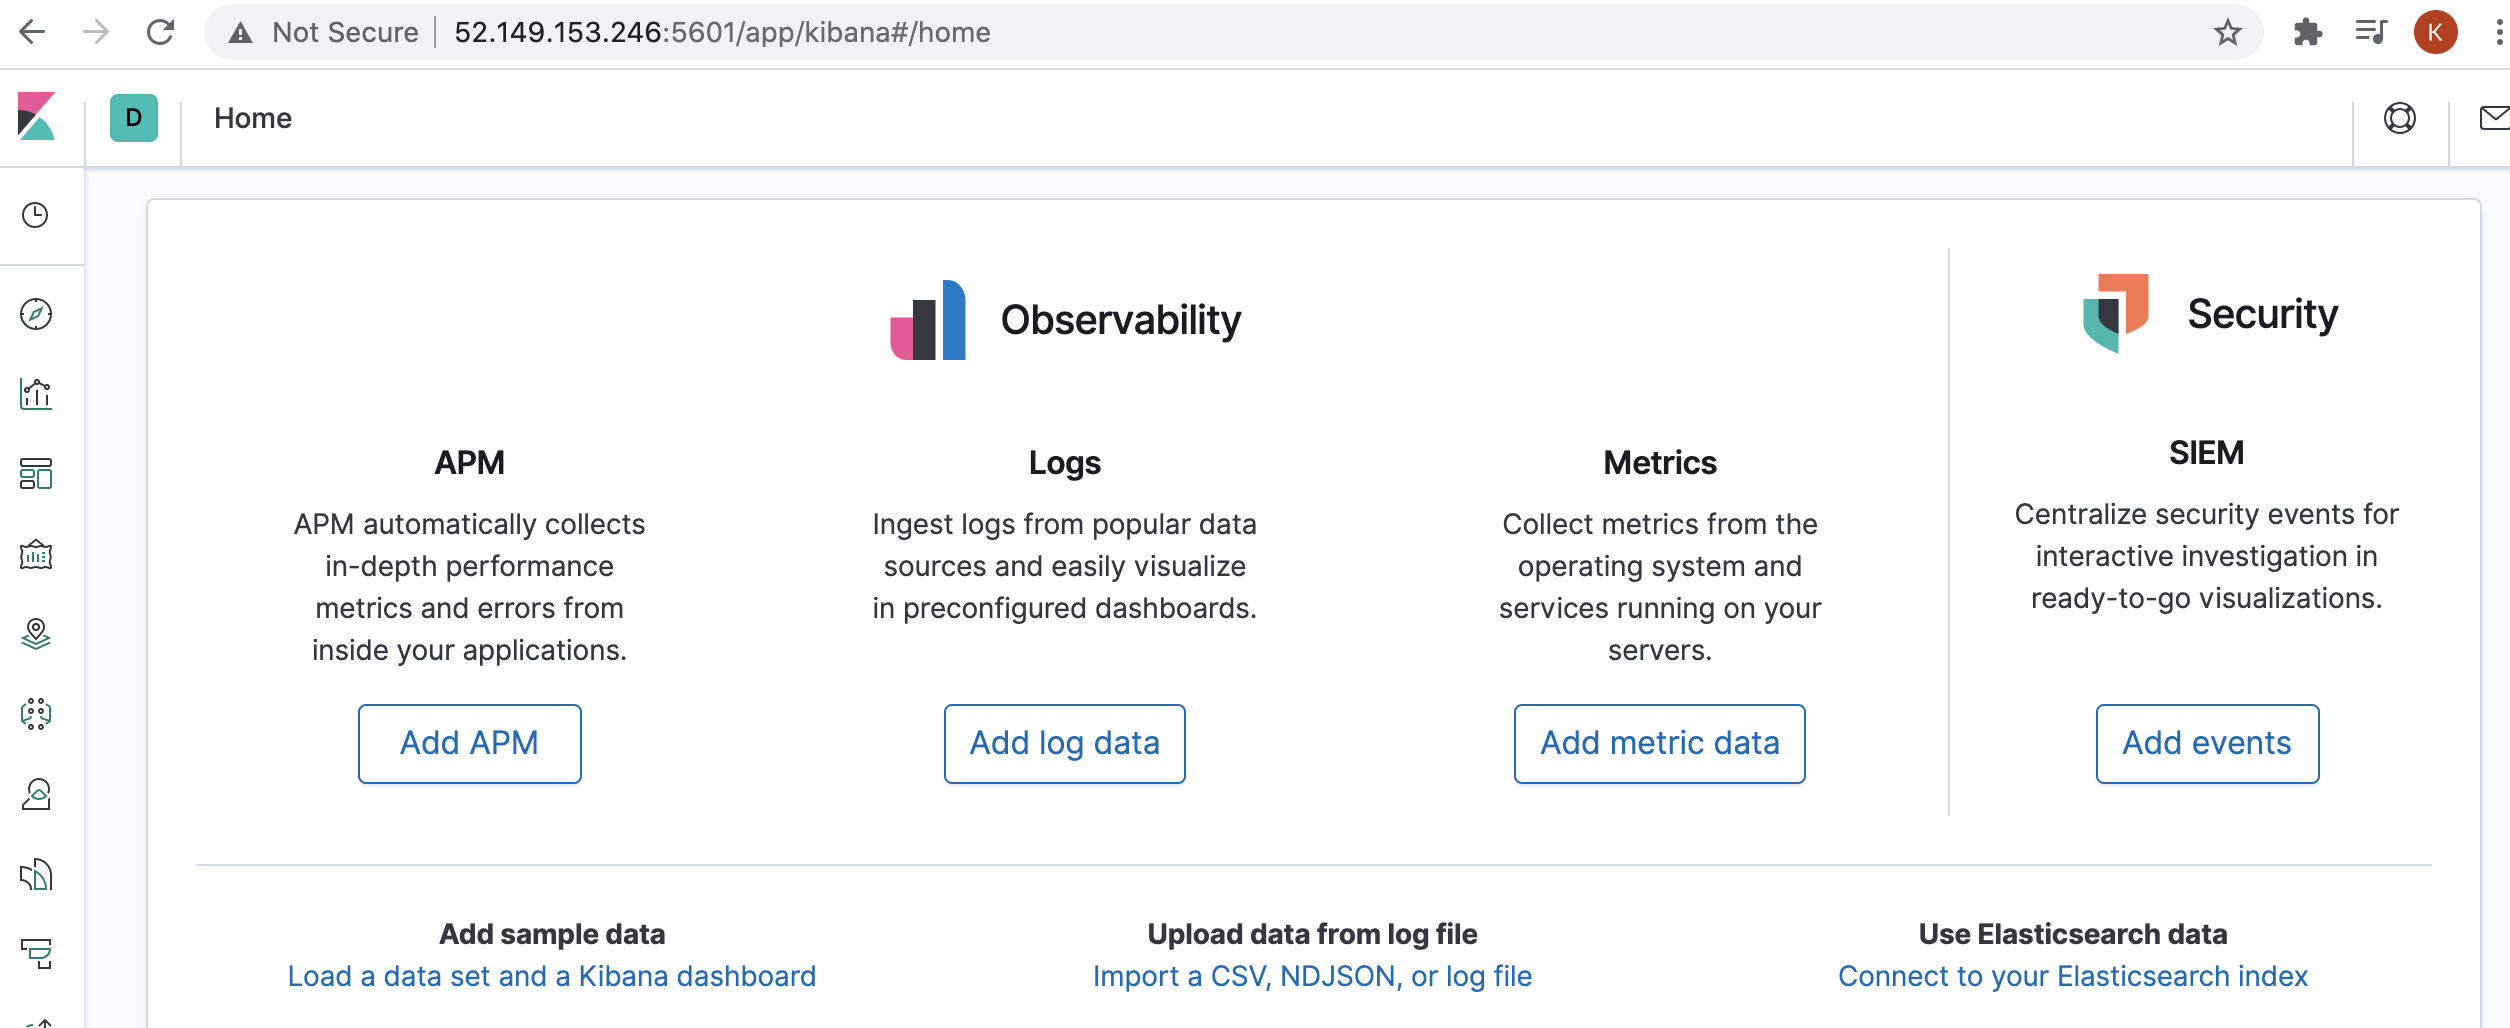 Not Secure
52.149.153.246:5601/app/kibana#/home
K
D
Home
Observability
Security
APM
APM automatically collects
in-depth performance
metrics and errors from
inside your applications.
Add APM
Logs
Ingest logs from popular data
sources and easily visualize
in preconfigured dashboards.
Add log data
Metrics
Collect metrics from the
operating system and
services running on your
servers.
Add metric data
SIEM
Centralize security events for
interactive investigation in
ready-to-go visualizations.
Add events
Add sample data
Load a data set and a Kibana dashboard
Upload data from log file
Import a CSV, NDJSON, or log file
Use Elasticsearch data
Connect to your Elasticsearch index